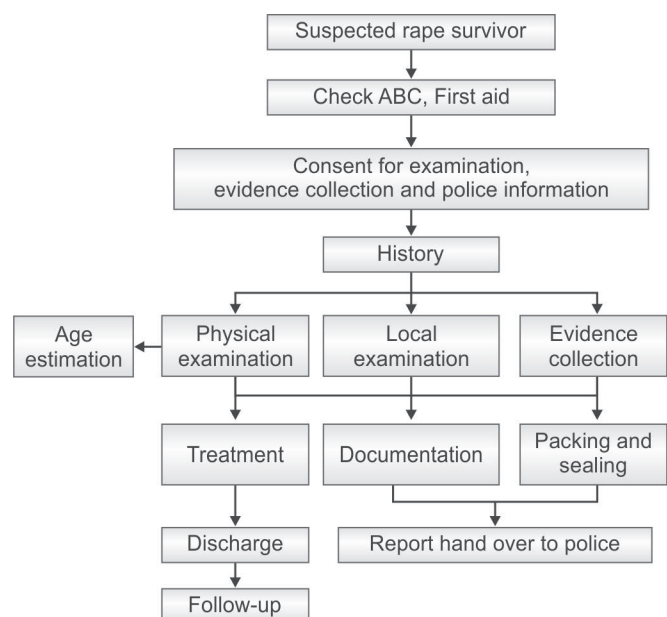 Suspected rape survivor
Check ABC, First aid
Consent for examination,
evidence collection and police information
History
Age
estimation
Physical
examination
Local
examination
Evidence
collection
Treatment
Documentation
Packing and
sealing
Discharge
Report hand over to police
Follow-up